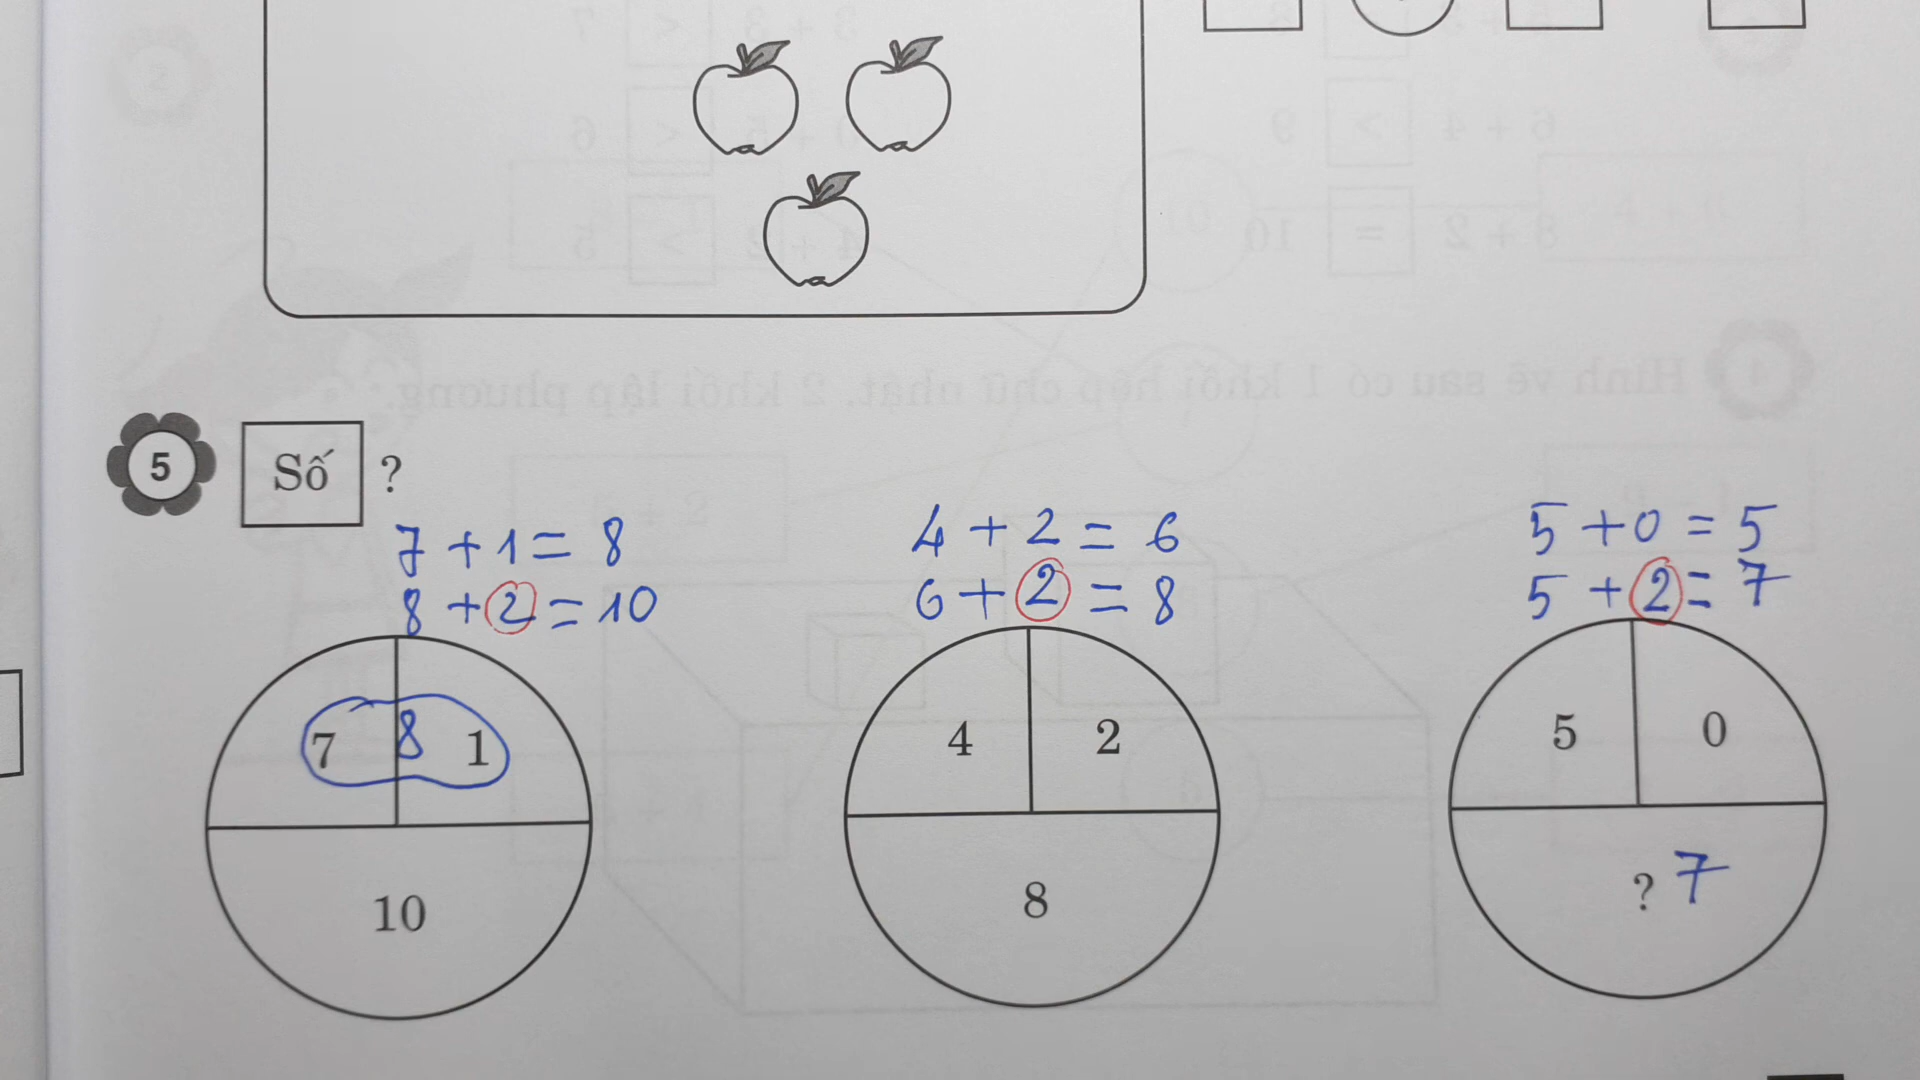 5 Số ?
7 + 1 = 8
8 + 2 = 10
4 + 2 = 6
6 + 2 = 8
5 + 0 = 5
5 + 2 = 7
7 8 1
10
4 2
8
5 0
? 7